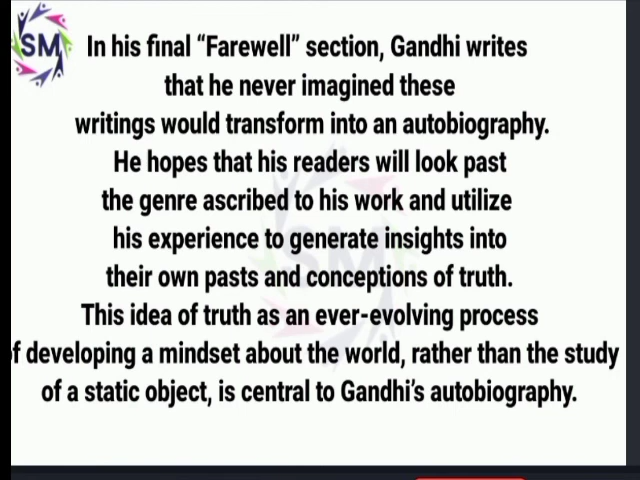 SM
In his final “Farewell” section, Gandhi writes
that he never imagined these
writings would transform into an autobiography.
He hopes that his readers will look past
the genre ascribed to his work and utilize
his experience to generate insights into
their own pasts and conceptions of truth.
This idea of truth as an ever-evolving process
of developing a mindset about the world, rather than the study
of a static object, is central to Gandhi’s autobiography.